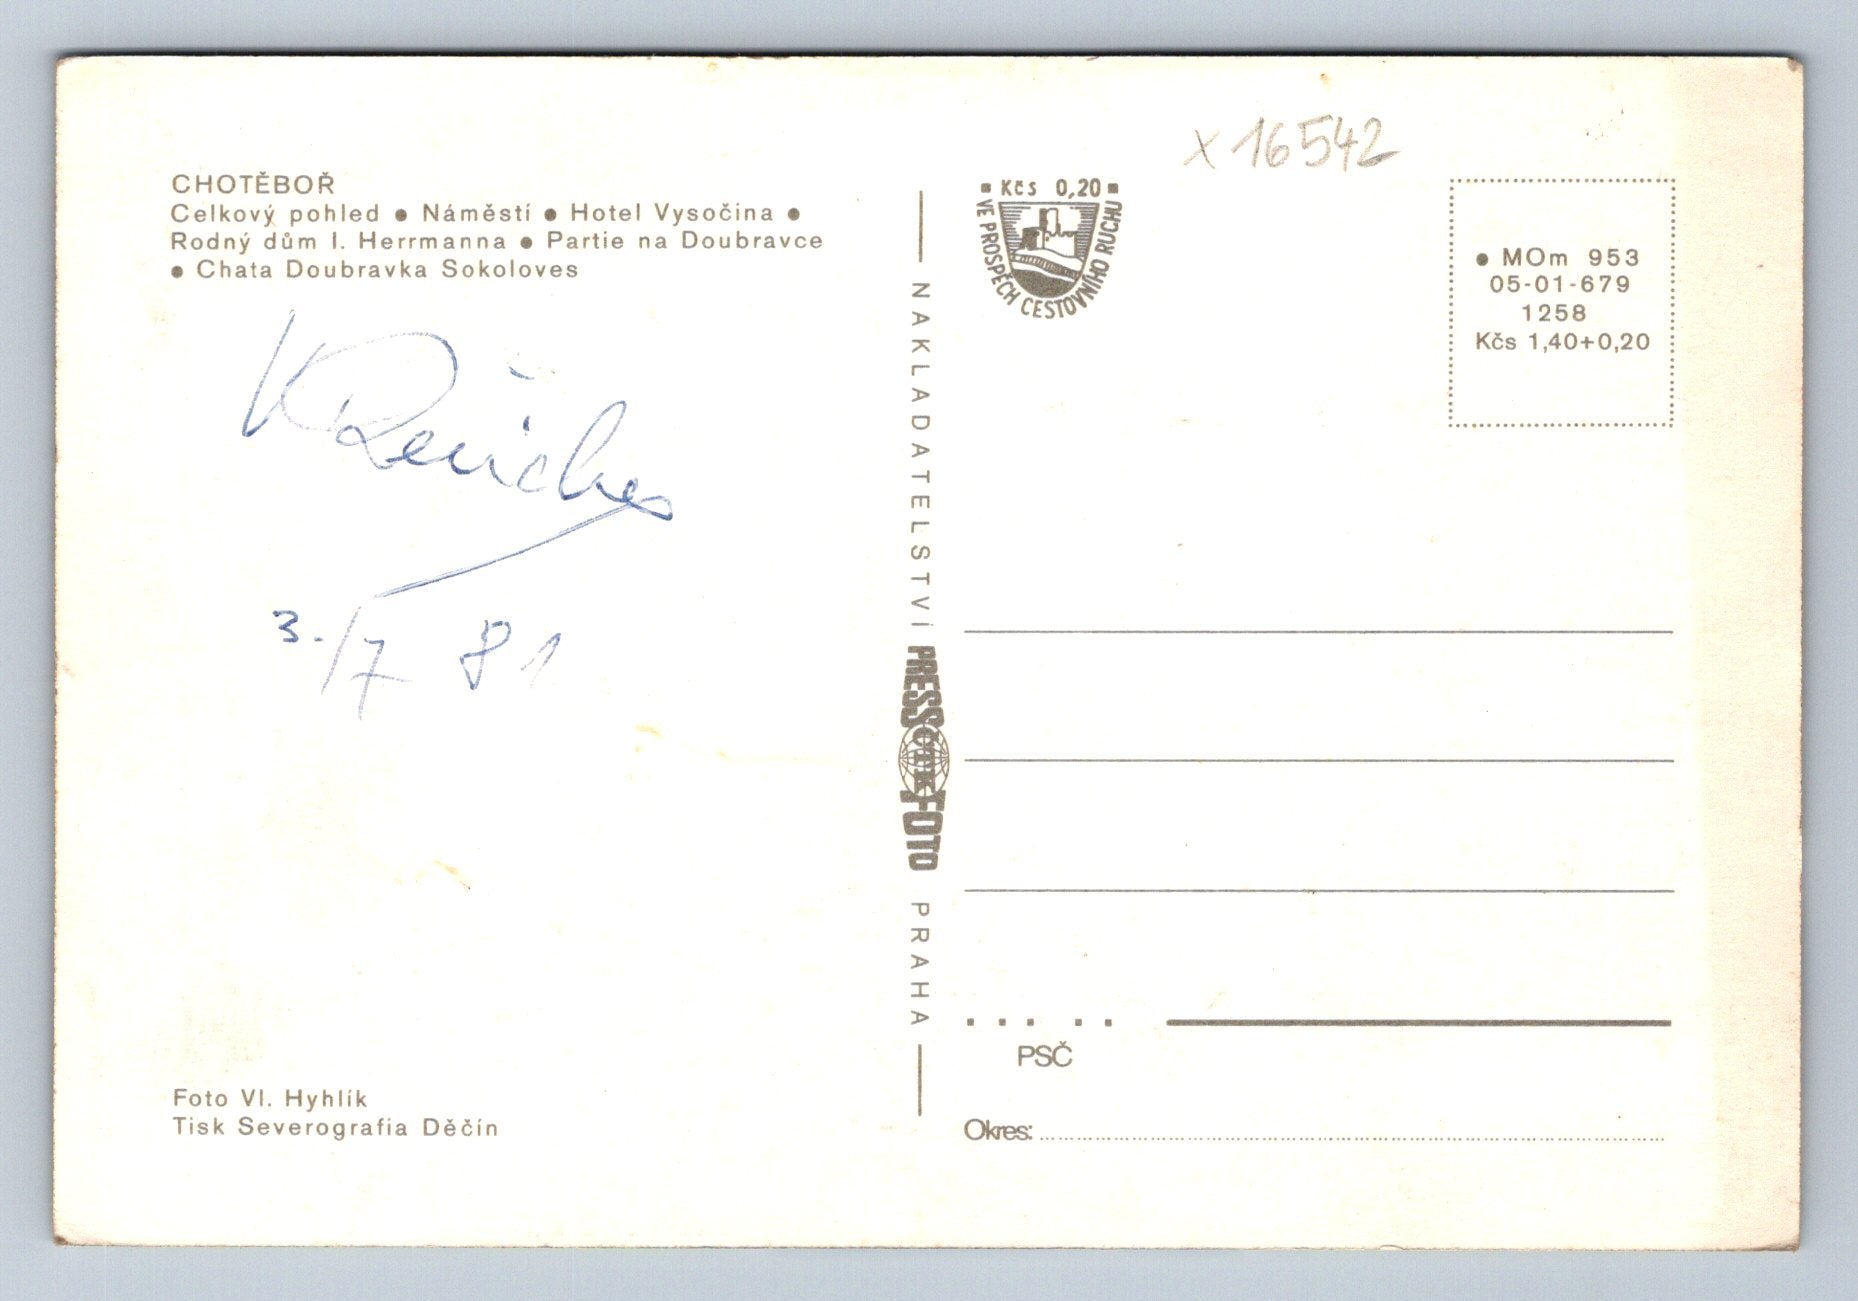 x 16542
CHOTĚBOŘ
Celkový pohled ● Náměstí ● Hotel Vysočina ●
Rodný dům I. Herrmanna ● Partie na Doubravce
● Chata Doubravka Sokoloves
3./7 81
Foto Vl. Hyhlík
Tisk Severografia Děčín
NAKLADATELSTVÍ PRESSFOTO PRAHA
ČTK
▪ Kčs 0,20 ▪
VE PROSPĚCH CESTOVNÍHO RUCHU
● MOm 953
05-01-679
1258
Kčs 1,40+0,20
PSČ
Okres: